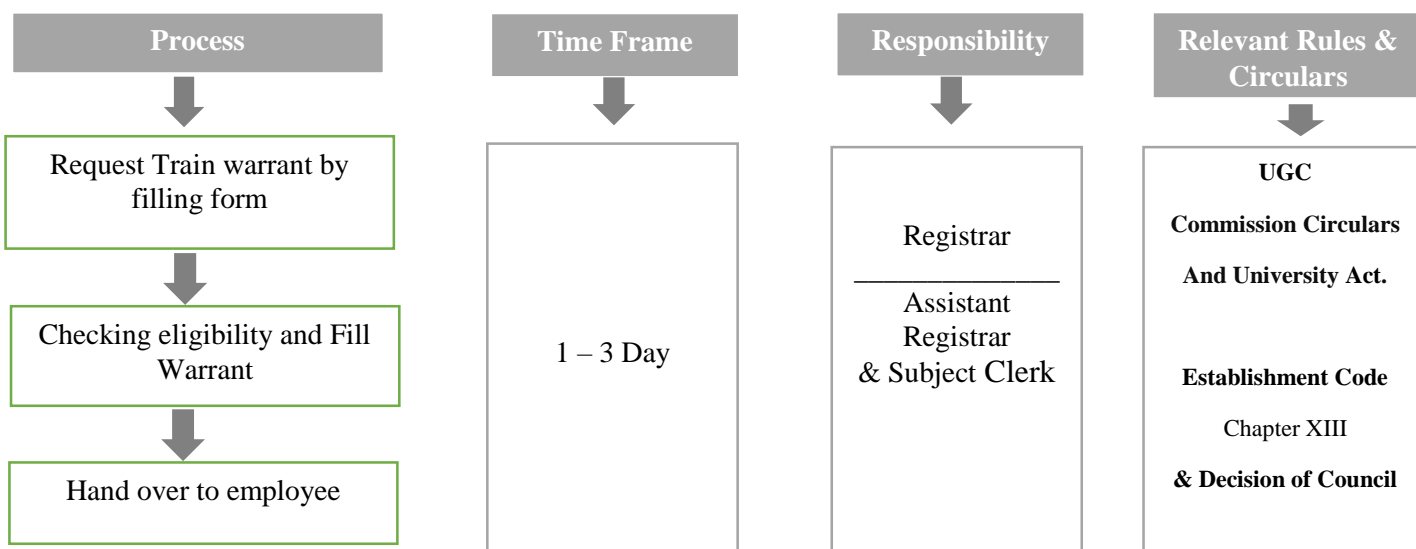 Process
Request Train warrant by
filling form
Checking eligibility and Fill
Warrant
Hand over to employee
Time Frame
1 – 3 Day
Responsibility
Registrar
_______________
Assistant
Registrar
& Subject Clerk
Relevant Rules &
Circulars
UGC
Commission Circulars
And University Act.
Establishment Code
Chapter XIII
& Decision of Council